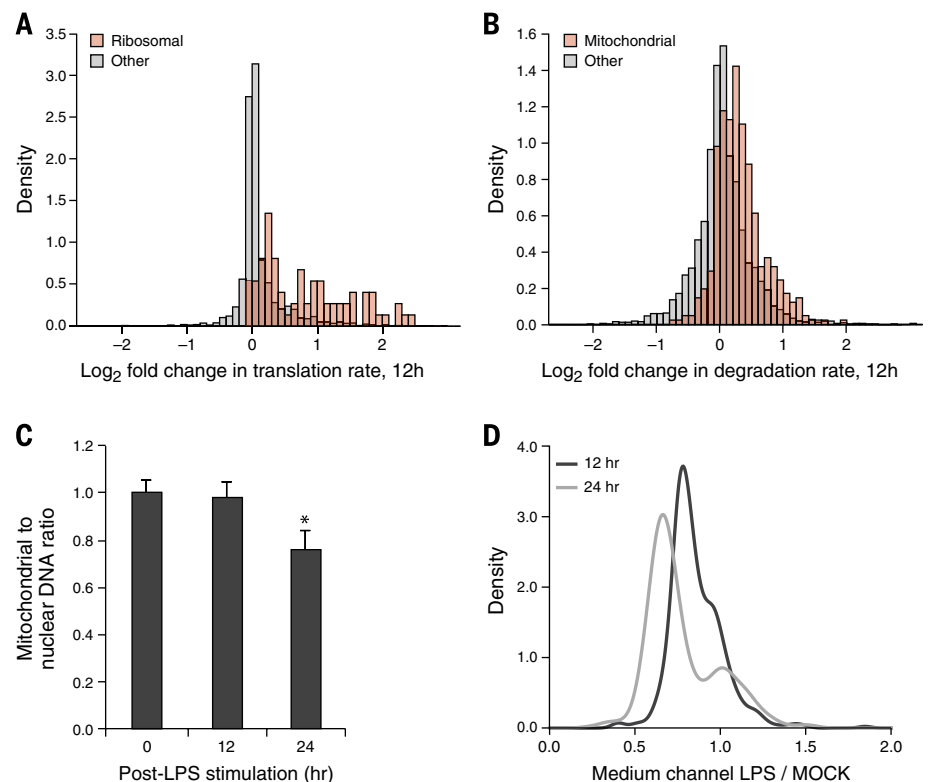 A
Ribosomal
Other
3.5
3.0
2.5
2.0
1.5
1.0
0.5
0.0
Density
−2 −1 0 1 2
Log2 fold change in translation rate, 12h
B
Mitochondrial
Other
1.6
1.4
1.2
1.0
0.8
0.6
0.4
0.2
0.0
Density
−2 −1 0 1 2
Log2 fold change in degradation rate, 12h
C
1.2
1.0
0.8
0.6
0.4
0.2
0.0
Mitochondrial to
nuclear DNA ratio
*
0 12 24
Post-LPS stimulation (hr)
D
12 hr
24 hr
4.0
3.0
2.0
1.0
0.0
Density
0.0 0.5 1.0 1.5 2.0
Medium channel LPS / MOCK